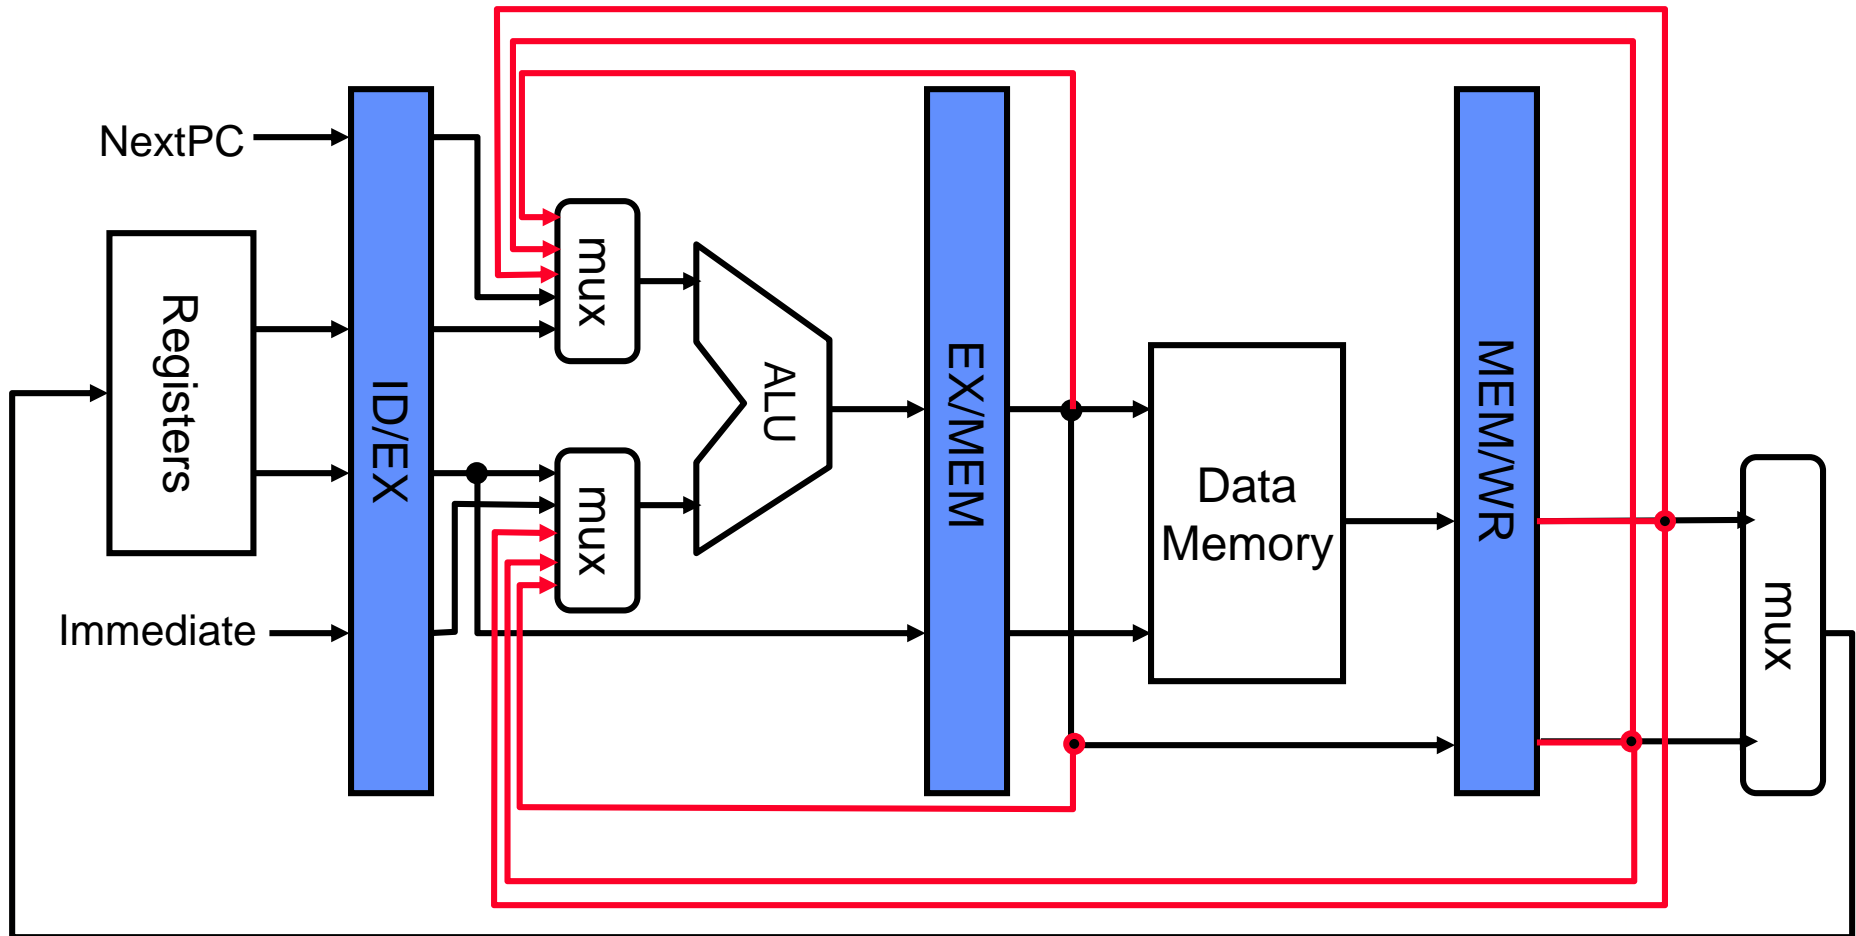 NextPC
Registers
Immediate
ID/EX
mux
mux
ALU
EX/MEM
Data
Memory
MEM/WR
mux